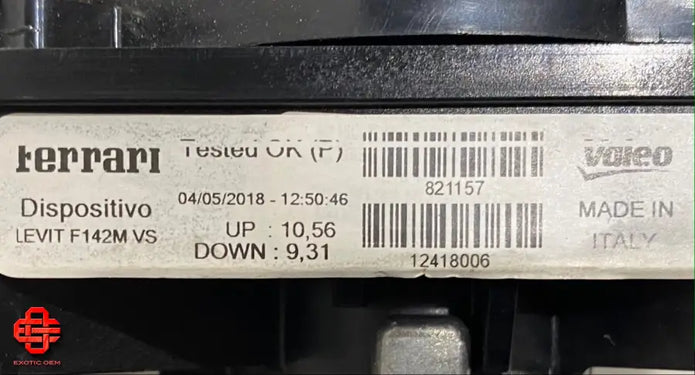 Ferrari
Dispositivo
LEVIT F142M VS
Tested OK (P)
04/05/2018 - 12:50:46
UP : 10,56
DOWN : 9,31
821157
12418006
Valeo
MADE IN
ITALY
EXOTIC OEM